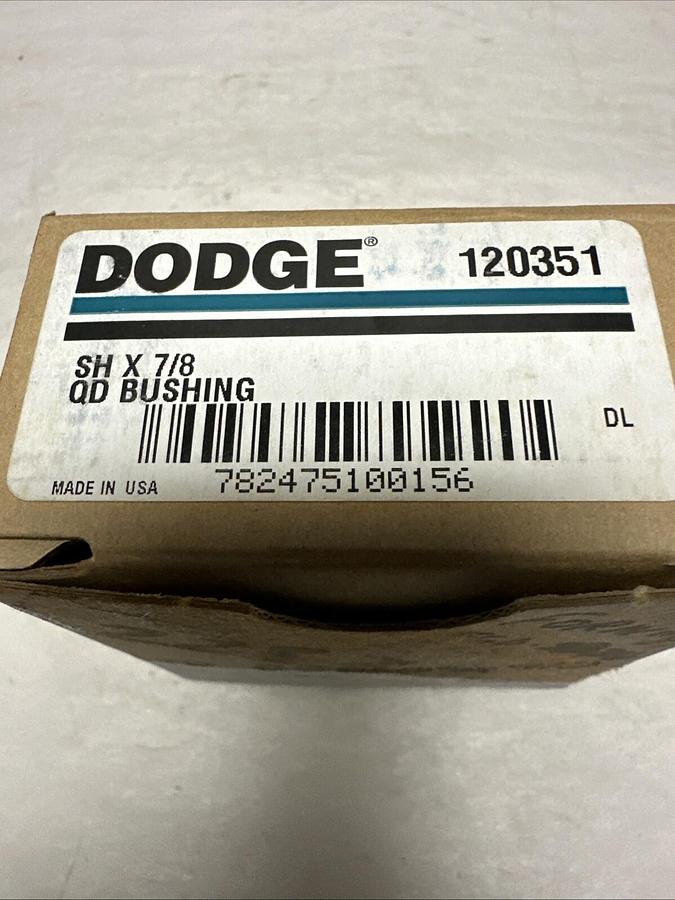 DODGE® 120351
SH X 7/8
QD BUSHING
DL
MADE IN USA 782475100156